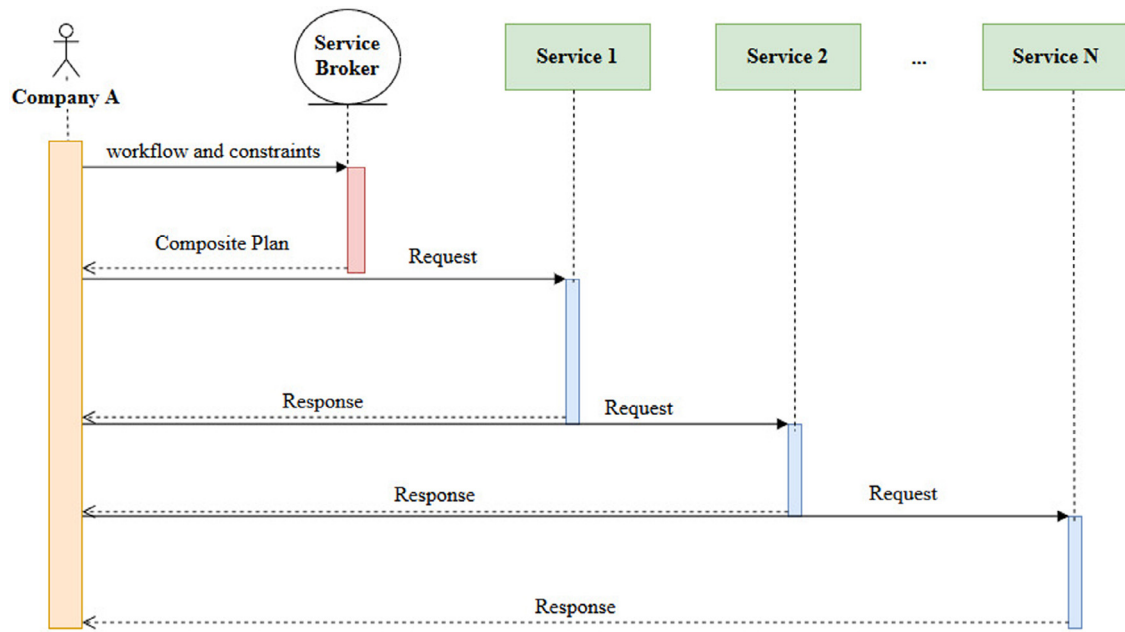 Company A
Service
Broker
Service 1
Service 2
...
Service N
workflow and constraints
Composite Plan
Request
Response
Request
Response
Request
Response